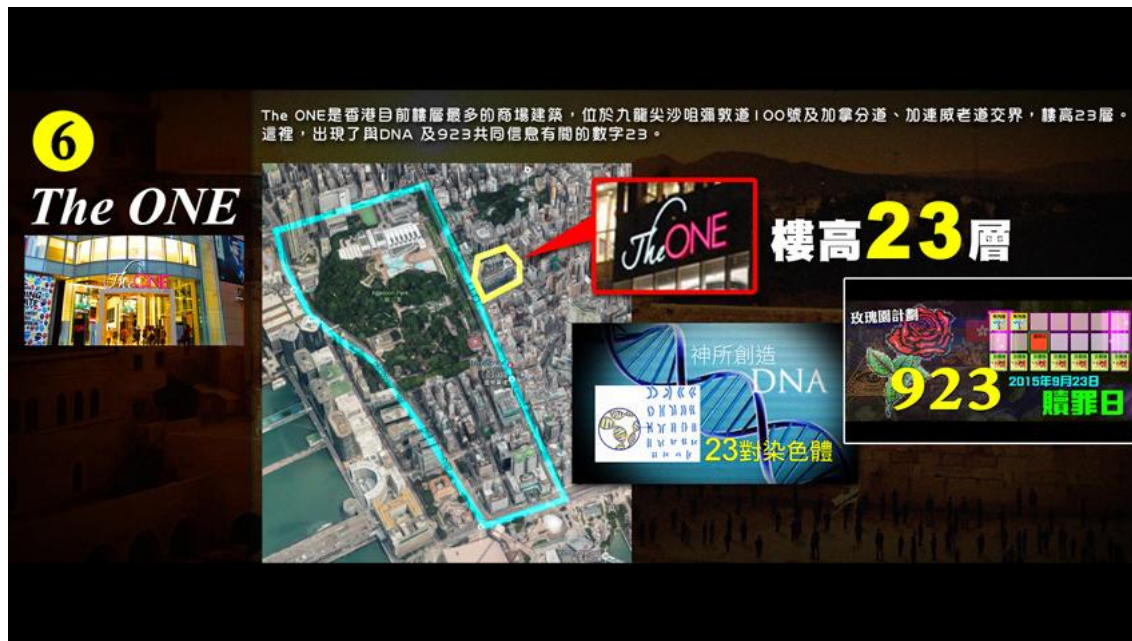 6
The ONE
The ONE是香港目前樓層最多的商場建築，位於九龍尖沙咀彌敦道100號及加拿分道、加連威老道交界，樓高23層。
這裡，出現了與DNA 及923共同信息有間的數字23。
The ONE
The ONE
樓高23層
神所創造
DNA
23對染色體
玫瑰園計劃
923
2015年9月23日
贖罪日